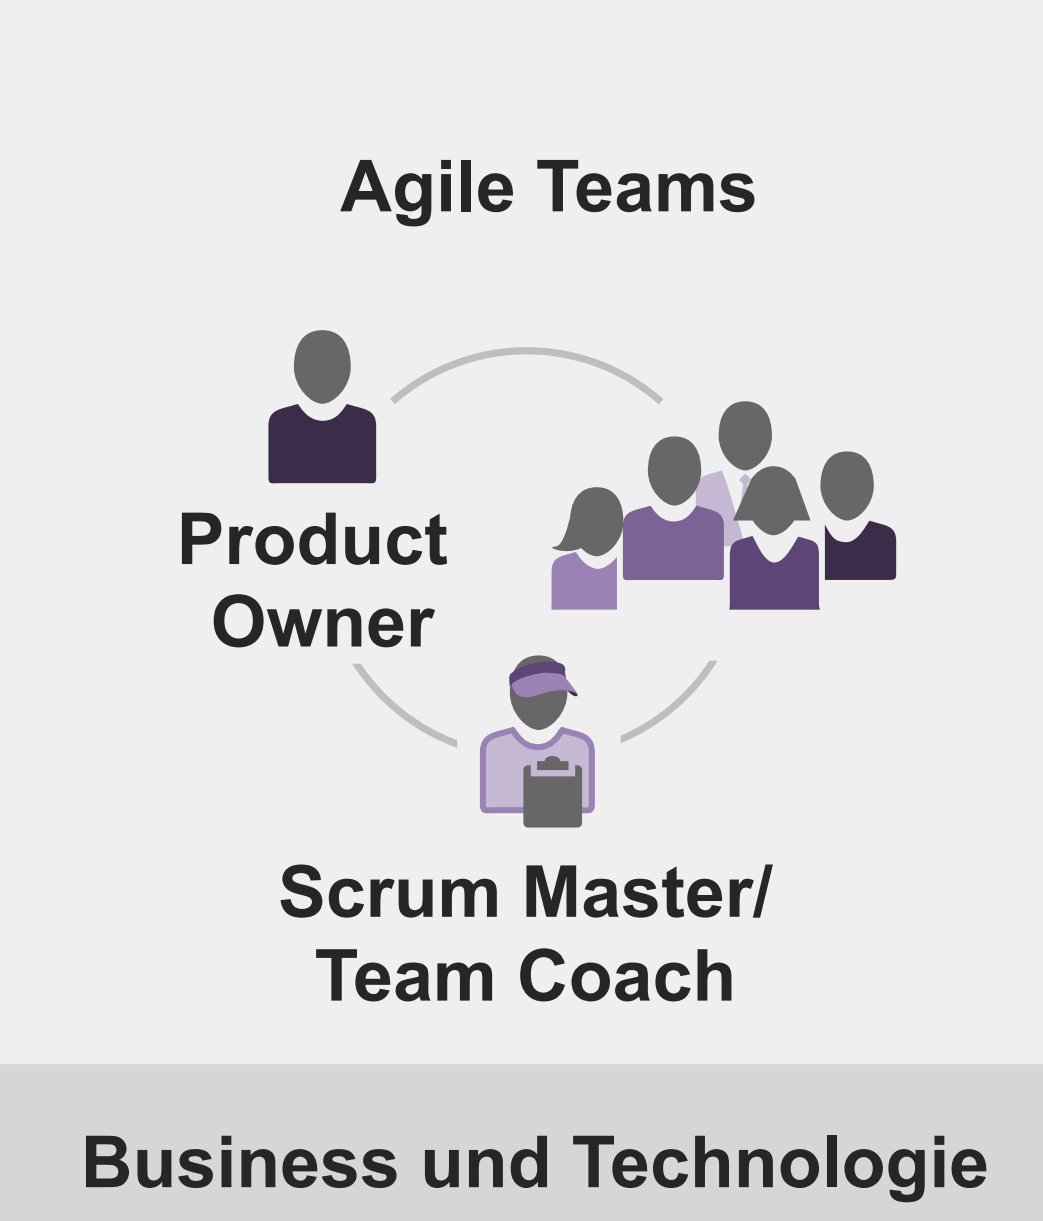 Agile Teams
Product
Owner
Scrum Master/
Team Coach
Business und Technologie